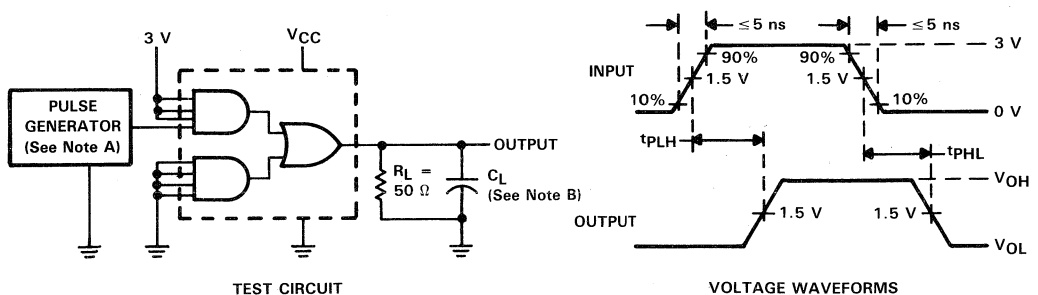 3 V
VCC
PULSE
GENERATOR
(See Note A)
OUTPUT
RL =
50 Ω
CL
(See Note B)
TEST CIRCUIT
≤5 ns
≤5 ns
3 V
90%
90%
INPUT
1.5 V
1.5 V
10%
10%
0 V
tPLH
tPHL
VOH
1.5 V
1.5 V
OUTPUT
VOL
VOLTAGE WAVEFORMS